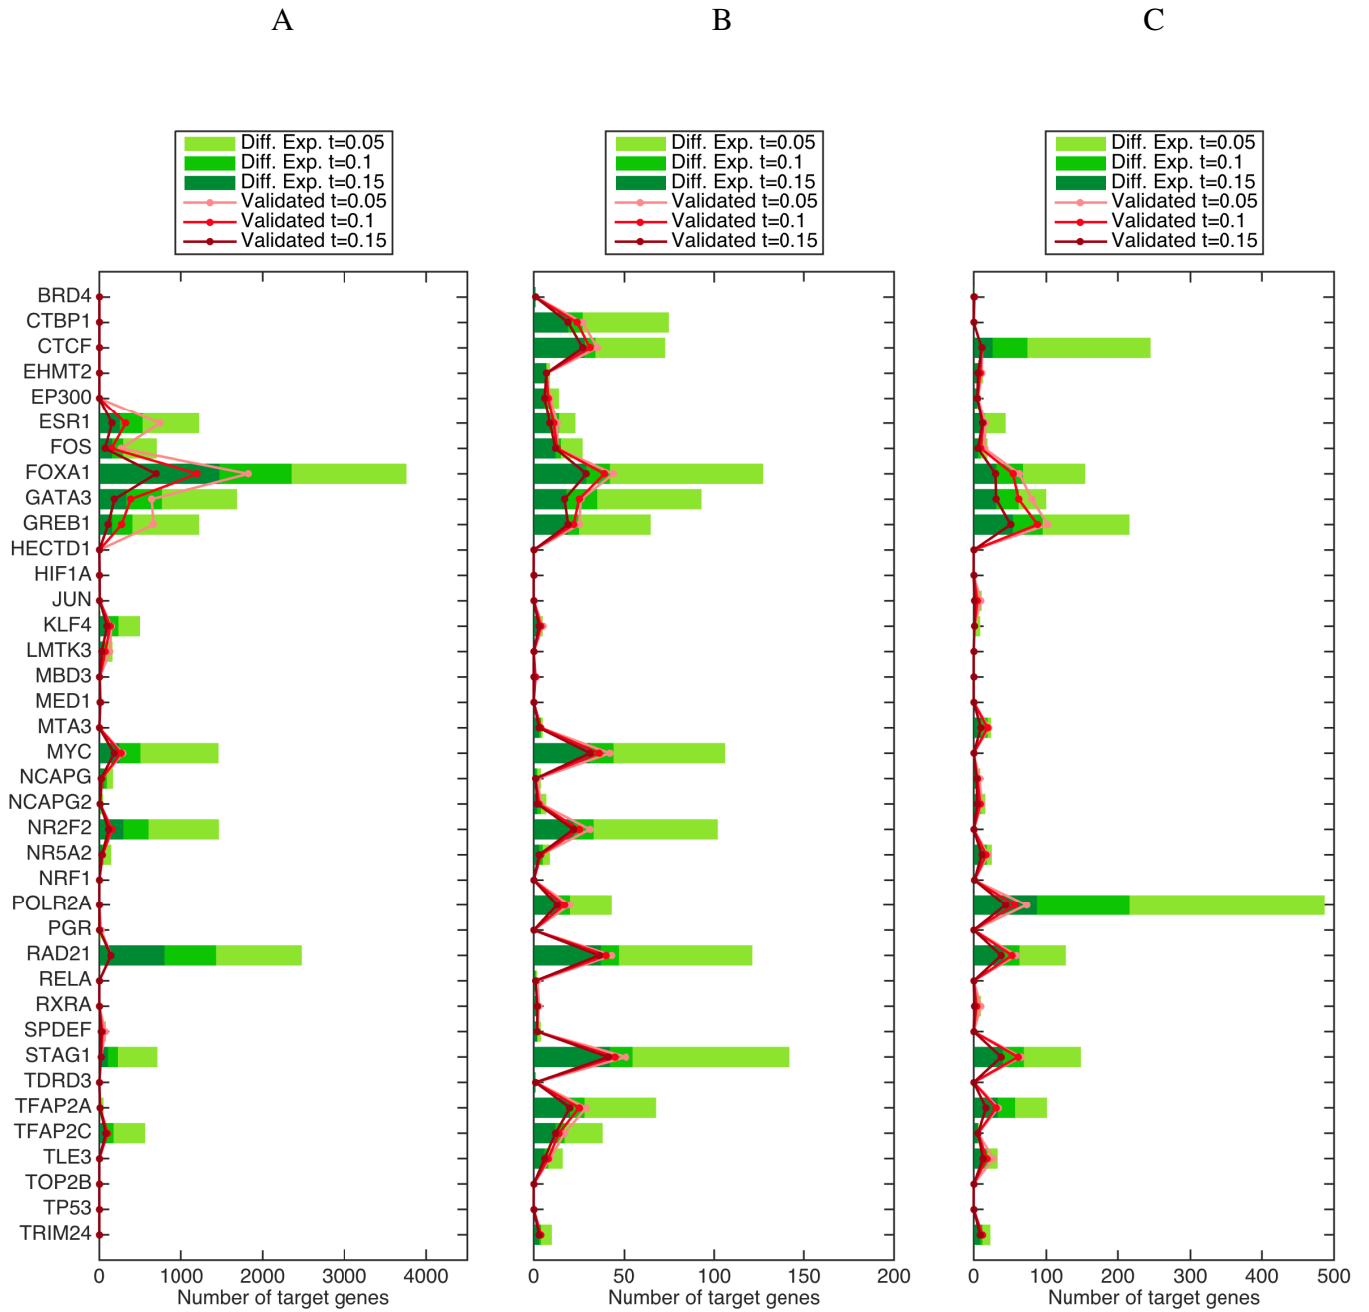 A B C
Diff. Exp. t=0.05 Diff. Exp. t=0.05 Diff. Exp. t=0.05
Diff. Exp. t=0.1 Diff. Exp. t=0.1 Diff. Exp. t=0.1
Diff. Exp. t=0.15 Diff. Exp. t=0.15 Diff. Exp. t=0.15
Validated t=0.05 Validated t=0.05 Validated t=0.05
Validated t=0.1 Validated t=0.1 Validated t=0.1
Validated t=0.15 Validated t=0.15 Validated t=0.15
BRD4
CTBP1
CTCF
EHMT2
EP300
ESR1
FOS
FOXA1
GATA3
GREB1
HECTD1
HIF1A
JUN
KLF4
LMTK3
MBD3
MED1
MTA3
MYC
NCAPG
NCAPG2
NR2F2
NR5A2
NRF1
POLR2A
PGR
RAD21
RELA
RXRA
SPDEF
STAG1
TDRD3
TFAP2A
TFAP2C
TLE3
TOP2B
TP53
TRIM24
0 1000 2000 3000 4000 0 50 100 150 200 0 100 200 300 400 500
Number of target genes Number of target genes Number of target genes